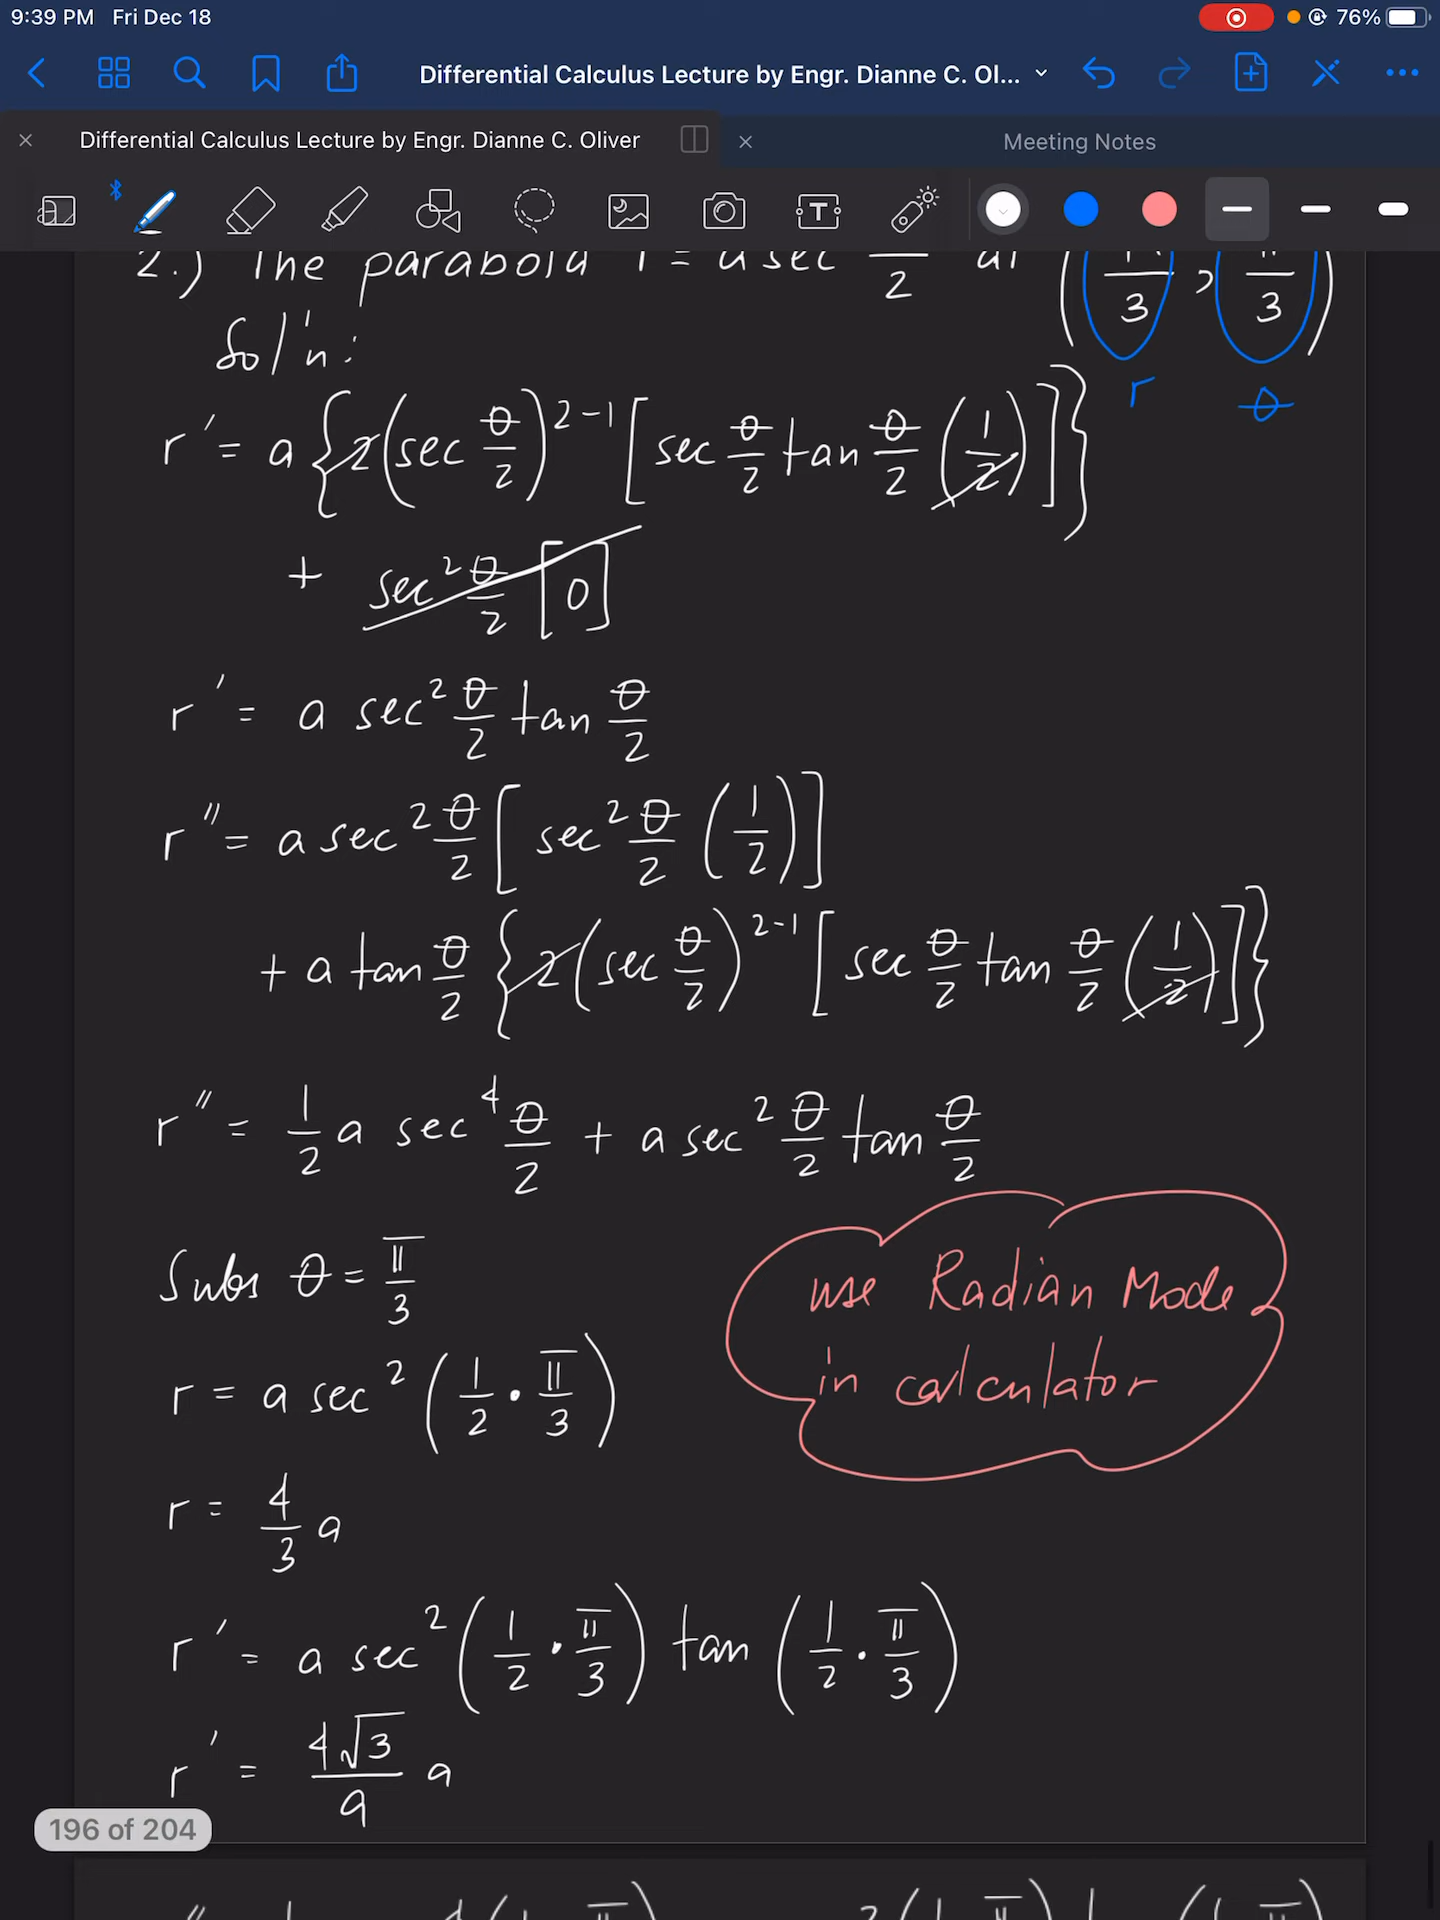 9:39 PM Fri Dec 18 76%
Differential Calculus Lecture by Engr. Dianne C. Ol...
Differential Calculus Lecture by Engr. Dianne C. Oliver
Meeting Notes
2.) The parabola r = a sec θ/2 at (π/3, π/3)
Sol'n:
r θ
r' = a {2(sec θ/2)^2-1 [sec θ/2 tan θ/2 (1/2)]}
+ sec² θ/2 [0]
r' = a sec² θ/2 tan θ/2
r'' = a sec² θ/2 [sec² θ/2 (1/2)]
+ a tan θ/2 {2(sec θ/2)^2-1 [sec θ/2 tan θ/2 (1/2)]}
r'' = 1/2 a sec⁴ θ/2 + a sec² θ/2 tan θ/2
Subs θ = π/3
use Radian Mode
in calculator
r = a sec² (1/2 · π/3)
r = 4/3 a
r' = a sec² (1/2 · π/3) tan (1/2 · π/3)
r' = 4√3/9 a
196 of 204